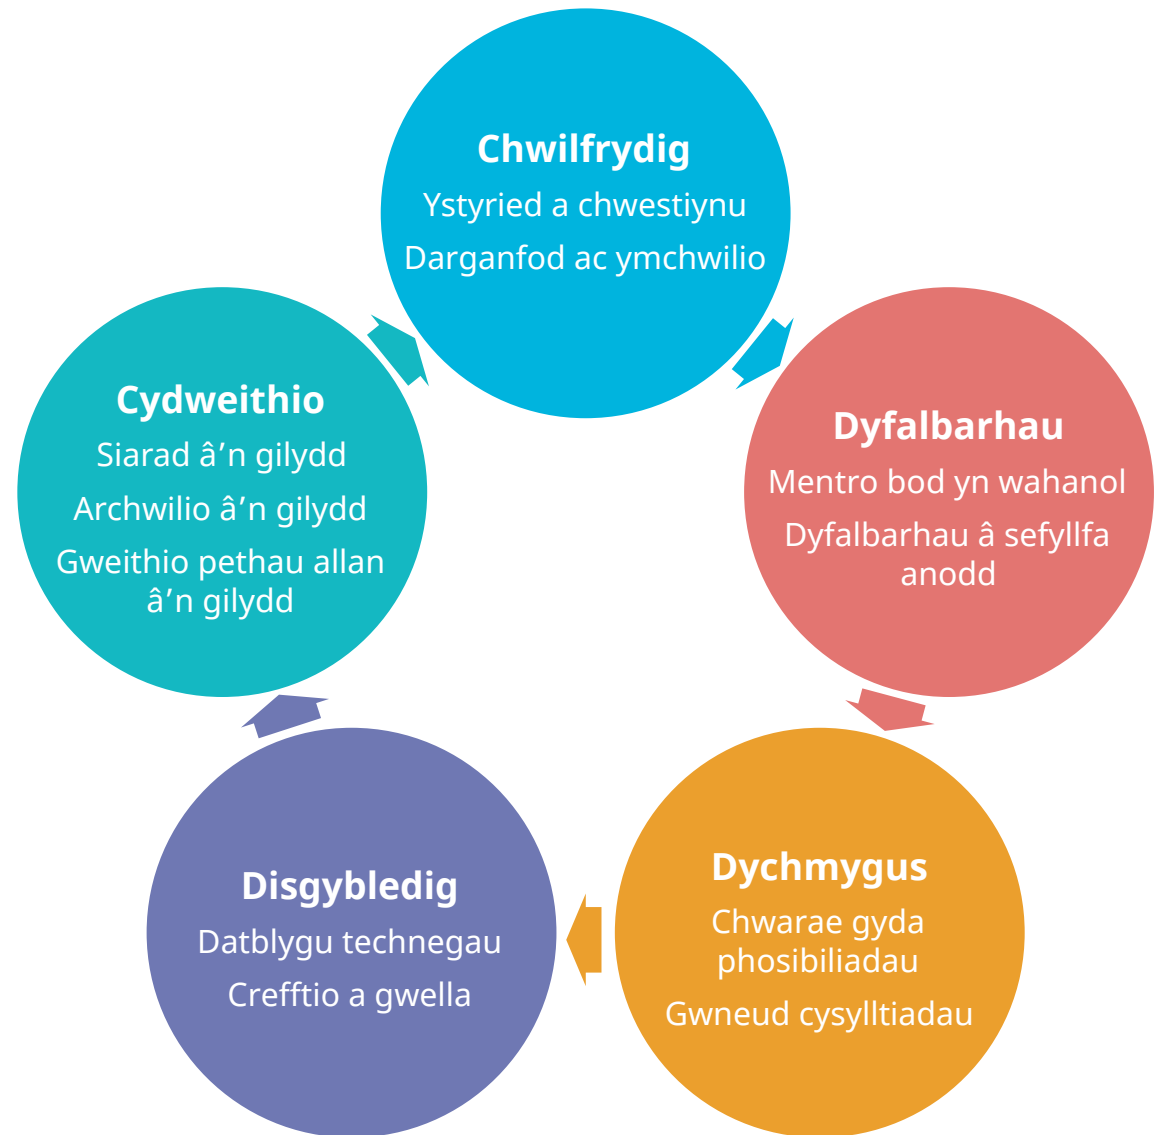 Chwilfrydig
Ystyried a chwestiynu
Darganfod ac ymchwilio
Dyfalbarhau
Mentro bod yn wahanol
Dyfalbarhau â sefyllfa
anodd
Dychmygus
Chwarae gyda
phosibiliadau
Gwneud cysylltiadau
Disgybledig
Datblygu technegau
Crefftio a gwella
Cydweithio
Siarad â’n gilydd
Archwilio â’n gilydd
Gweithio pethau allan
â’n gilydd